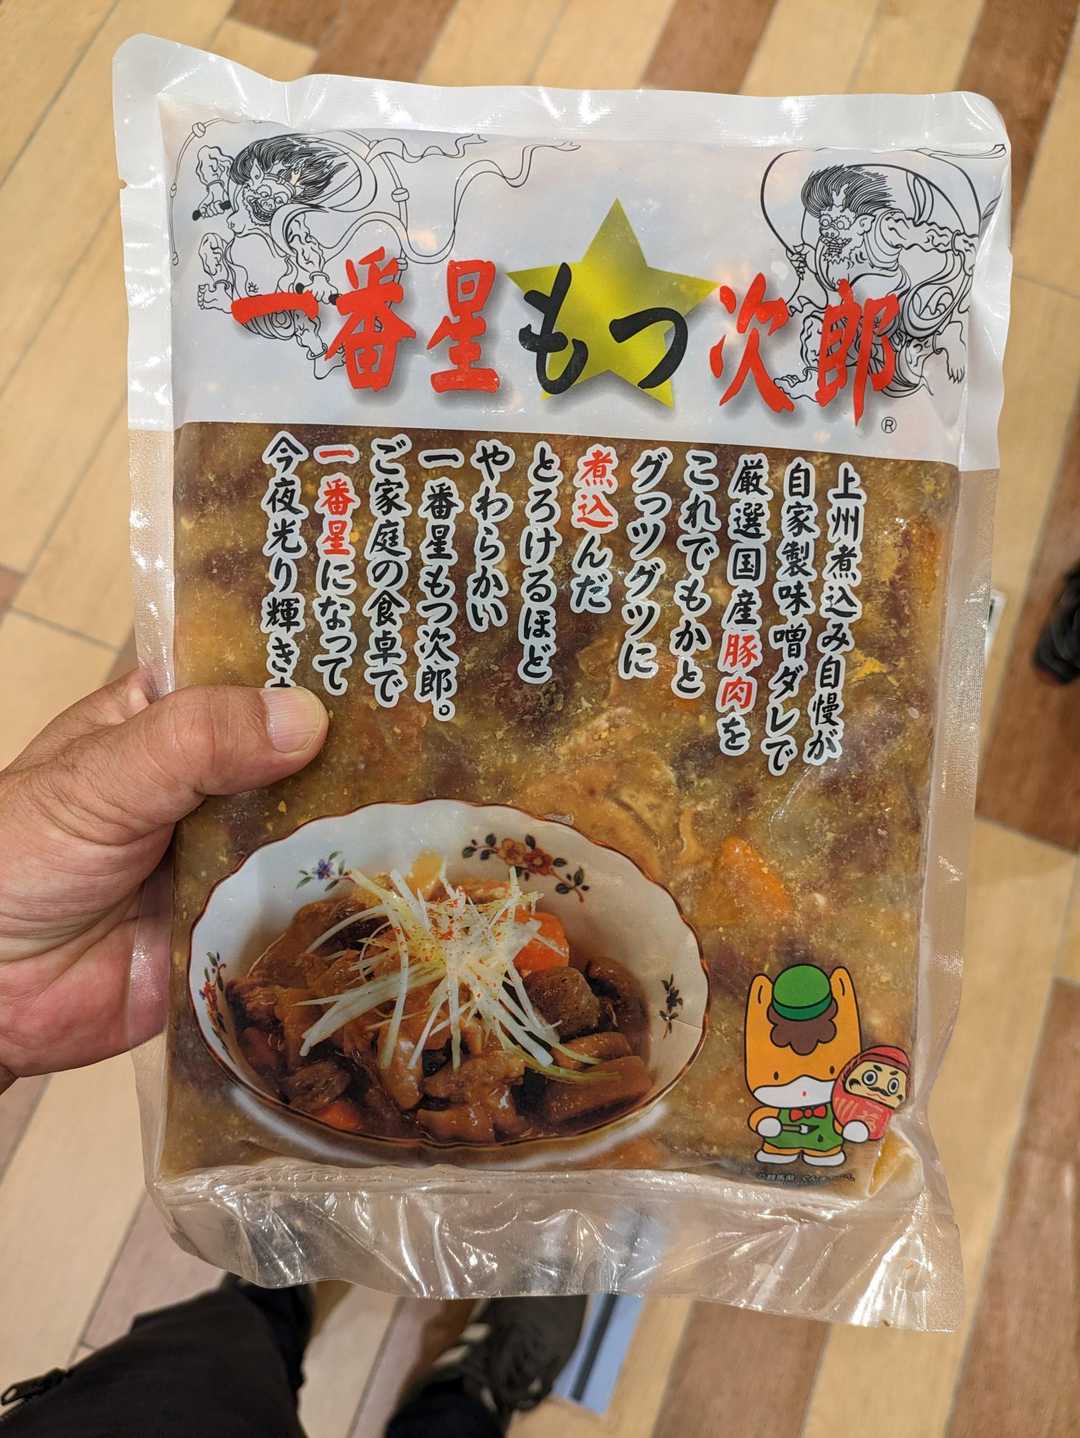 一番星もつ次郎
®
上州煮込み自慢が
自家製味噌ダレで
厳選国産豚肉を
これでもかと
グっツグツに
煮込んだ
とろけるほど
やわらかい
一番星もつ次郎。
ご家庭の食卓で
一番星になって
今夜光り輝き